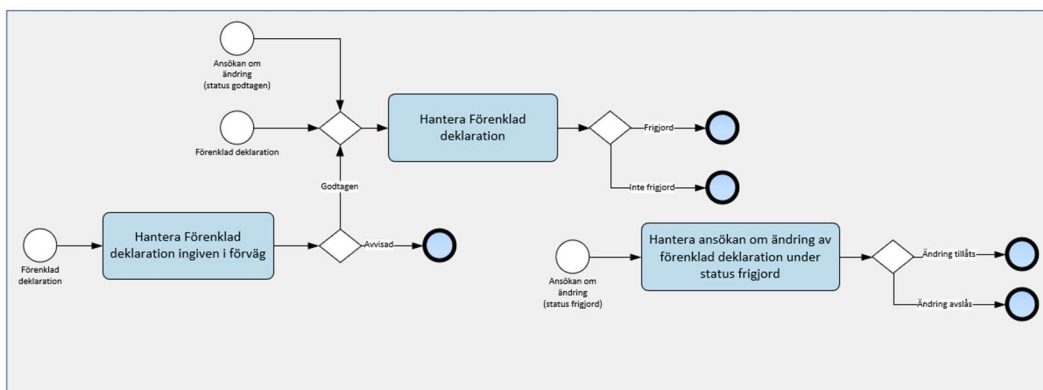 Ansökan om
ändring
(status godtagen)
Hantera Förenklad
deklaration
Frigjord
Förenklad deklaration
Godtagen
Inte frigjord
Hantera Förenklad
deklaration ingiven i förväg
Avvisad
Förenklad
deklaration
Hantera ansökan om ändring av
förenklad deklaration under
status frigjord
Ändring tillåts
Ansökan om
ändring
(status frigjord)
Ändring avslås